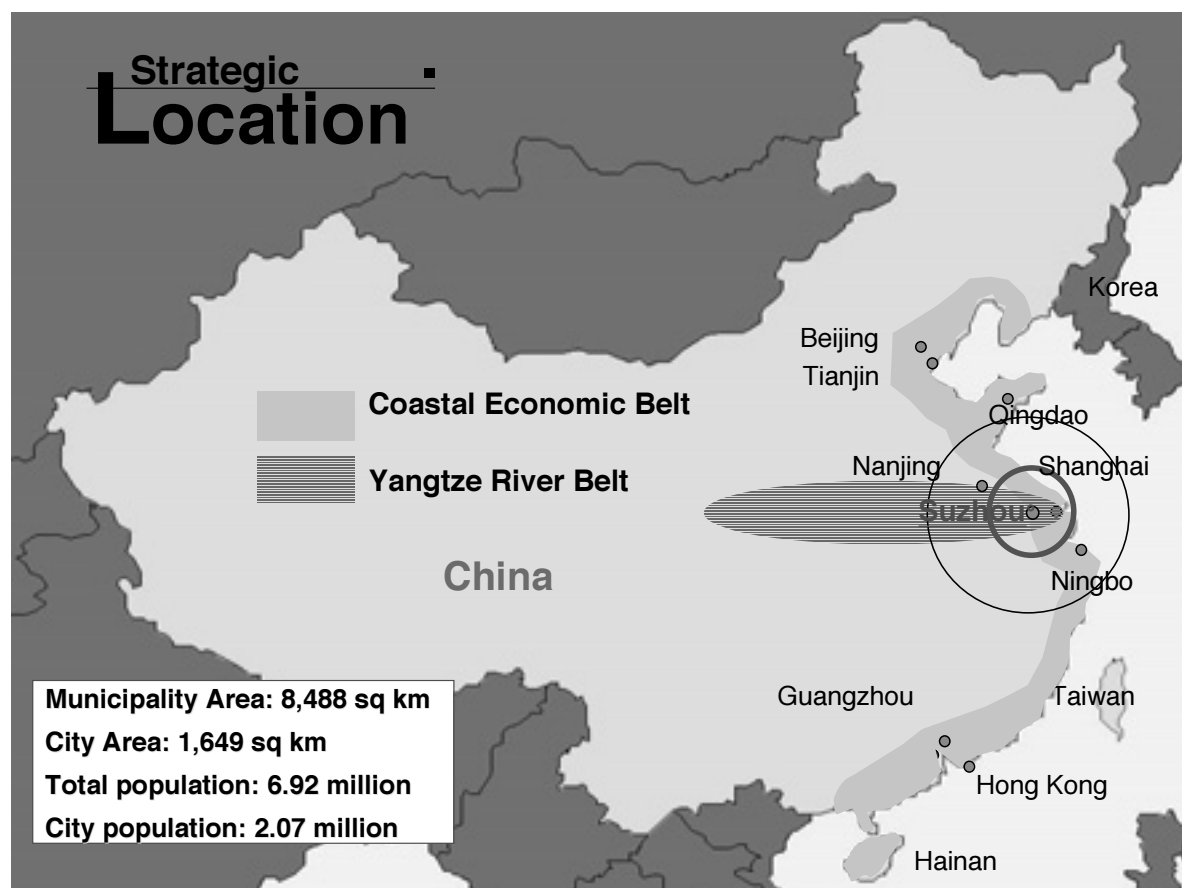 Strategic
Location
Korea
Beijing
Tianjin
Qingdao
Coastal Economic Belt
Nanjing
Shanghai
Yangtze River Belt
Suzhou
China
Ningbo
Guangzhou
Taiwan
Municipality Area: 8,488 sq km
City Area: 1,649 sq km
Total population: 6.92 million
City population: 2.07 million
Hong Kong
Hainan